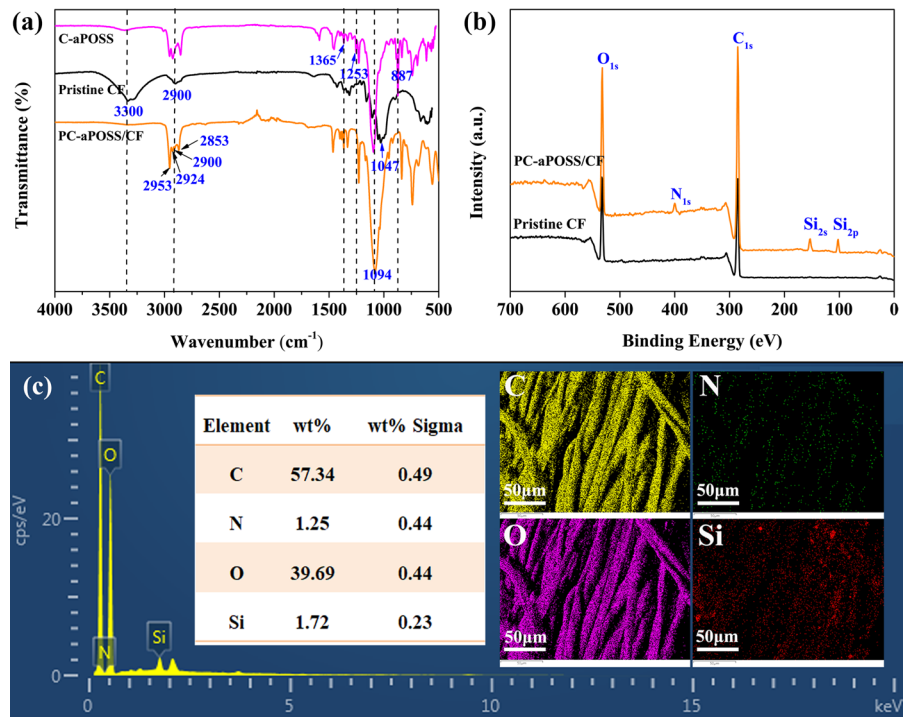 (a)
Transmittance (%)
C-aPOSS
Pristine CF
PC-aPOSS/CF
1365
1253
887
3300
2900
2853
2900
2924
2953
1047
1094
4000 3500 3000 2500 2000 1500 1000 500
Wavenumber (cm⁻¹)
(b)
Intensity (a.u.)
O1s
C1s
PC-aPOSS/CF
N1s
Si2s Si2p
Pristine CF
700 600 500 400 300 200 100 0
Binding Energy (eV)
(c)
C
O
N
Si
cps/eV
20
0
0 5 10 15 keV
Element wt% wt% Sigma
C 57.34 0.49
N 1.25 0.44
O 39.69 0.44
Si 1.72 0.23
C
50μm
N
50μm
O
50μm
Si
50μm